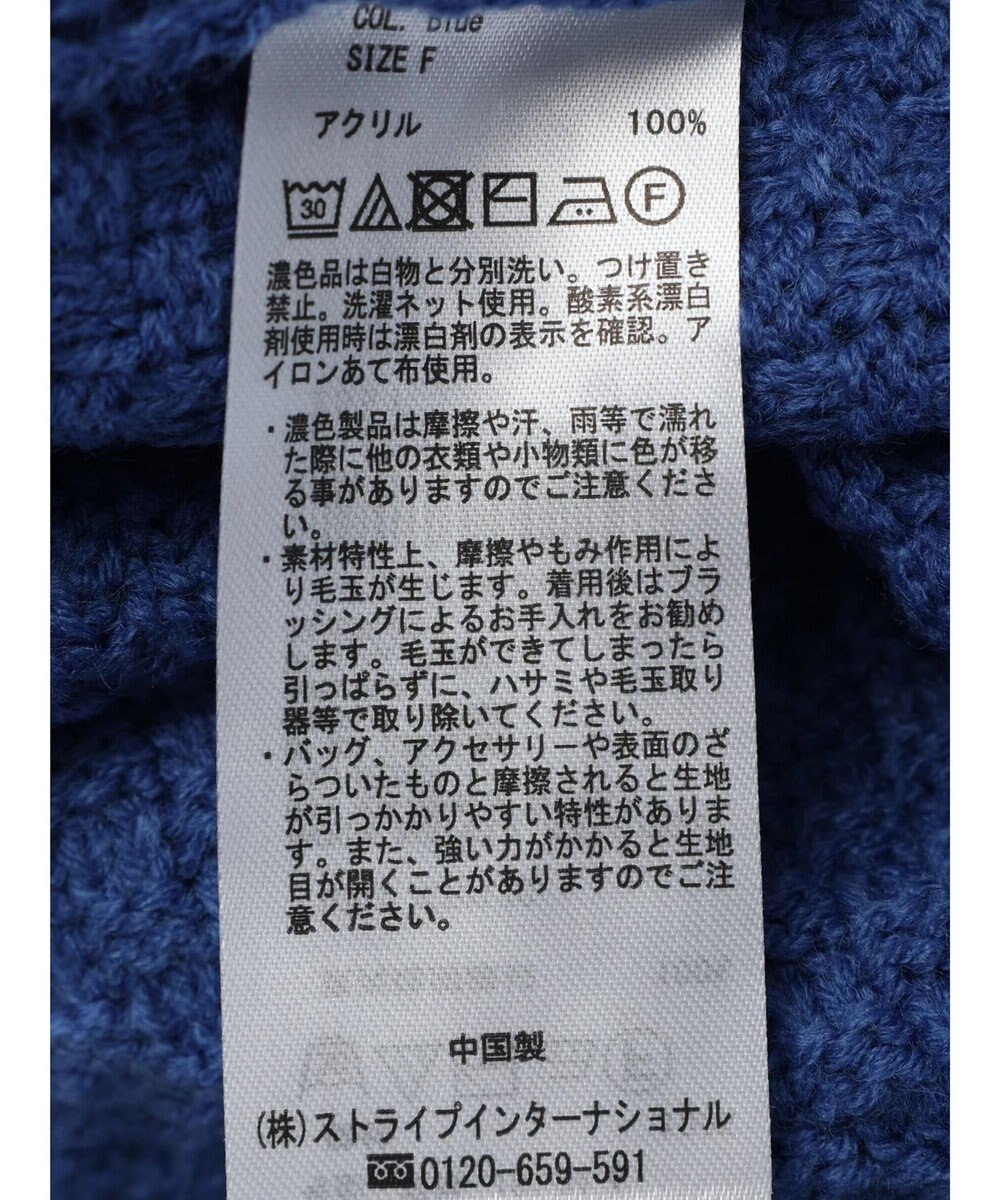 COL. Blue
SIZE F
アクリル 100%
30 F
濃色品は白物と分別洗い。つけ置き
禁止。洗濯ネット使用。酸素系漂白
剤使用時は漂白剤の表示を確認。ア
イロンあて布使用。
・濃色製品は摩擦や汗、雨等で濡れ
た際に他の衣類や小物類に色が移
る事がありますのでご注意くださ
い。
・素材特性上、摩擦やもみ作用によ
り毛玉が生じます。着用後はブラ
ッシングによるお手入れをお勧め
します。毛玉ができてしまったら
引っぱらずに、ハサミや毛玉取り
器等で取り除いてください。
・バッグ、アクセサリーや表面のざ
らついたものと摩擦されると生地
が引っかかりやすい特性がありま
す。また、強い力がかかると生地
目が開くことがありますのでご注
意ください。
中国製
(株)ストライプインターナショナル
0120-659-591